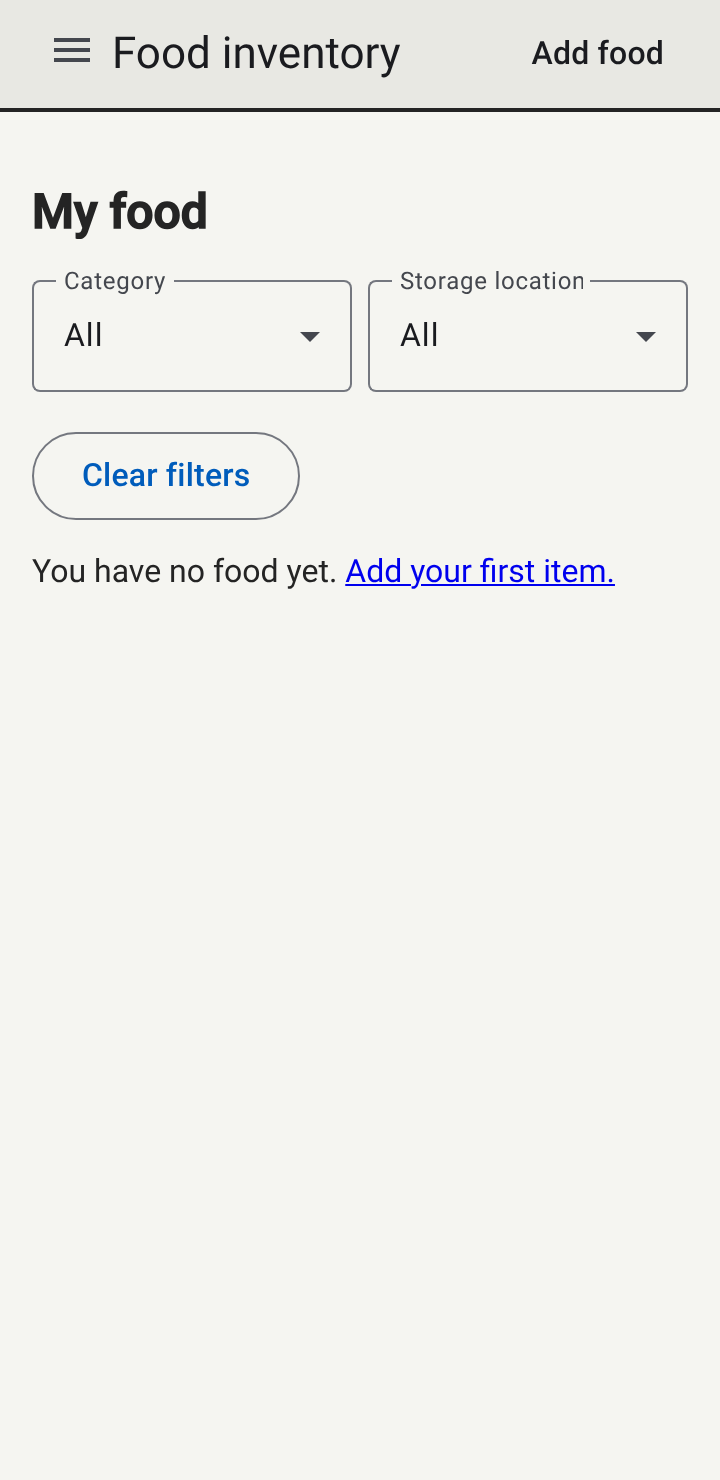 Food inventory
Add food
My food
Category
Storage location
All
All
Clear filters
You have no food yet. Add your first item.